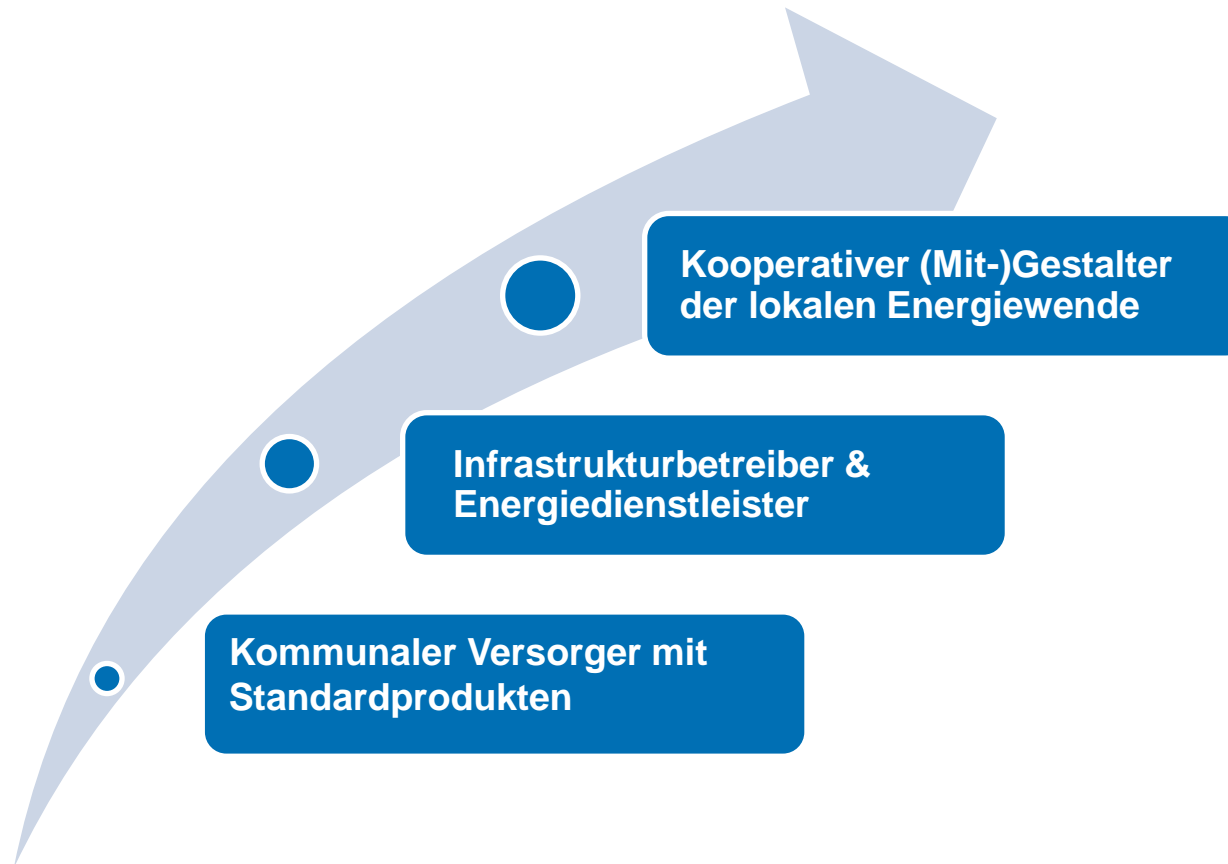 Kooperativer (Mit-)Gestalter
der lokalen Energiewende
Infrastrukturbetreiber &
Energiedienstleister
Kommunaler Versorger mit
Standardprodukten